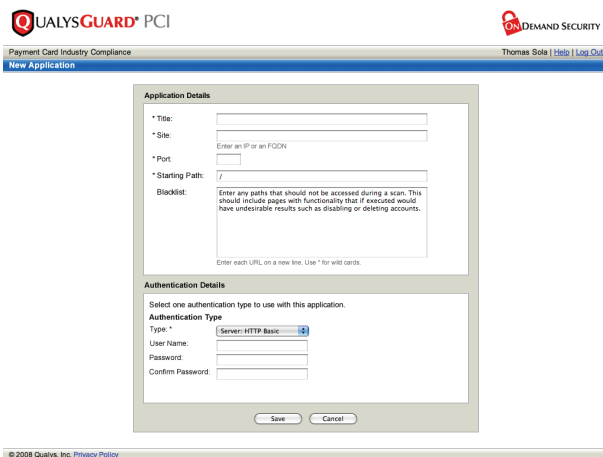 QUALYSGUARD® PCI
ONDEMAND SECURITY
Payment Card Industry Compliance
Thomas Sola | Help | Log Out
New Application
Application Details
* Title:
* Site:
Enter an IP or an FQDN
* Port:
* Starting Path:
/
Blacklist:
Enter any paths that should not be accessed during a scan. This
should include pages with functionality that if executed would
have undesirable results such as disabling or deleting accounts.
Enter each URL on a new line. Use * for wild cards.
Authentication Details
Select one authentication type to use with this application.
Authentication Type
Type: *
Server: HTTP Basic
User Name:
Password:
Confirm Password:
Save
Cancel
© 2008 Qualys, Inc. Privacy Policy